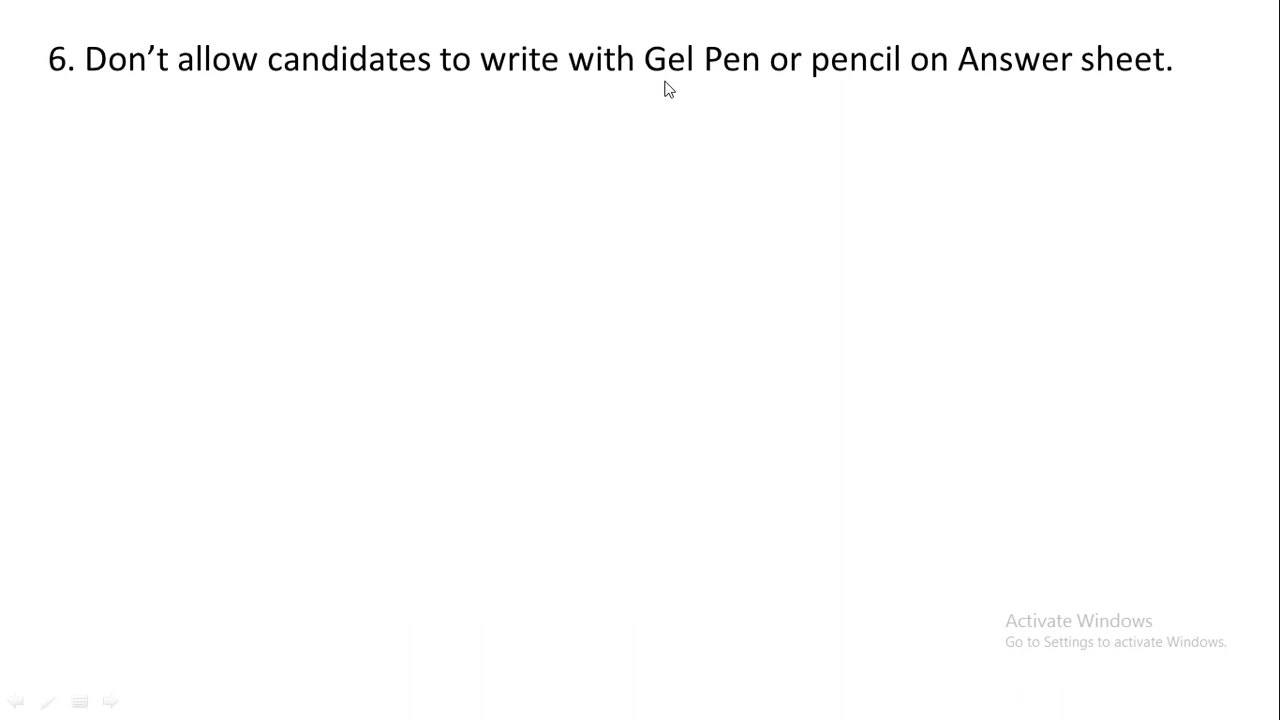 6. Don’t allow candidates to write with Gel Pen or pencil on Answer sheet.
Activate Windows
Go to Settings to activate Windows.